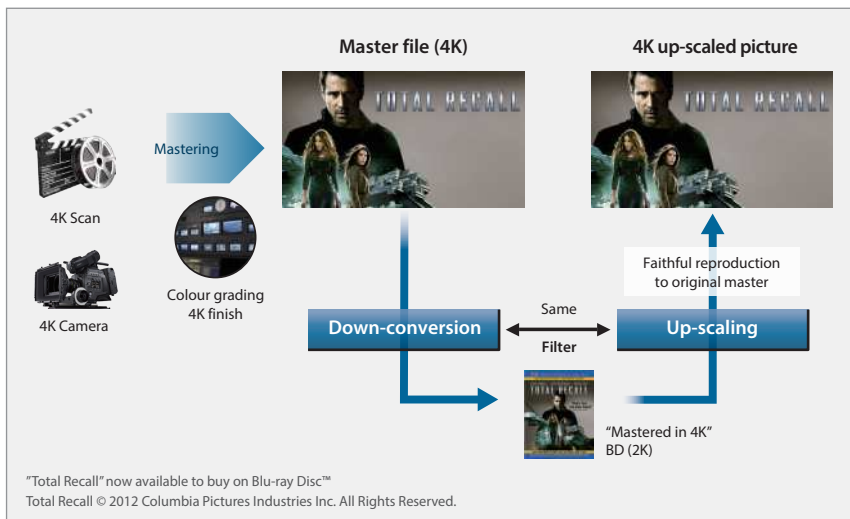 Master file (4K)
4K up-scaled picture
TOTAL RECALL
TOTAL RECALL
Mastering
4K Scan
4K Camera
Colour grading
4K finish
Faithful reproduction
to original master
Down-conversion
Same
Filter
Up-scaling
TOTAL RECALL
“Mastered in 4K”
BD (2K)
"Total Recall" now available to buy on Blu-ray Disc™
Total Recall © 2012 Columbia Pictures Industries Inc. All Rights Reserved.